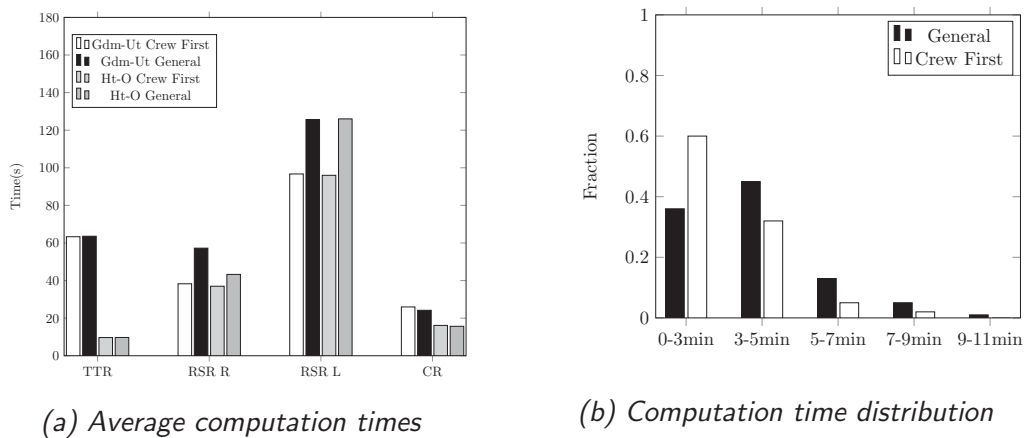 180
160
140
120
100
80
60
40
20
0
Time(s)
Gdm-Ut Crew First
Gdm-Ut General
Ht-O Crew First
Ht-O General
TTR RSR R RSR L CR
(a) Average computation times
1
0.8
0.6
0.4
0.2
0
Fraction
General
Crew First
0-3min 3-5min 5-7min 7-9min 9-11min
(b) Computation time distribution